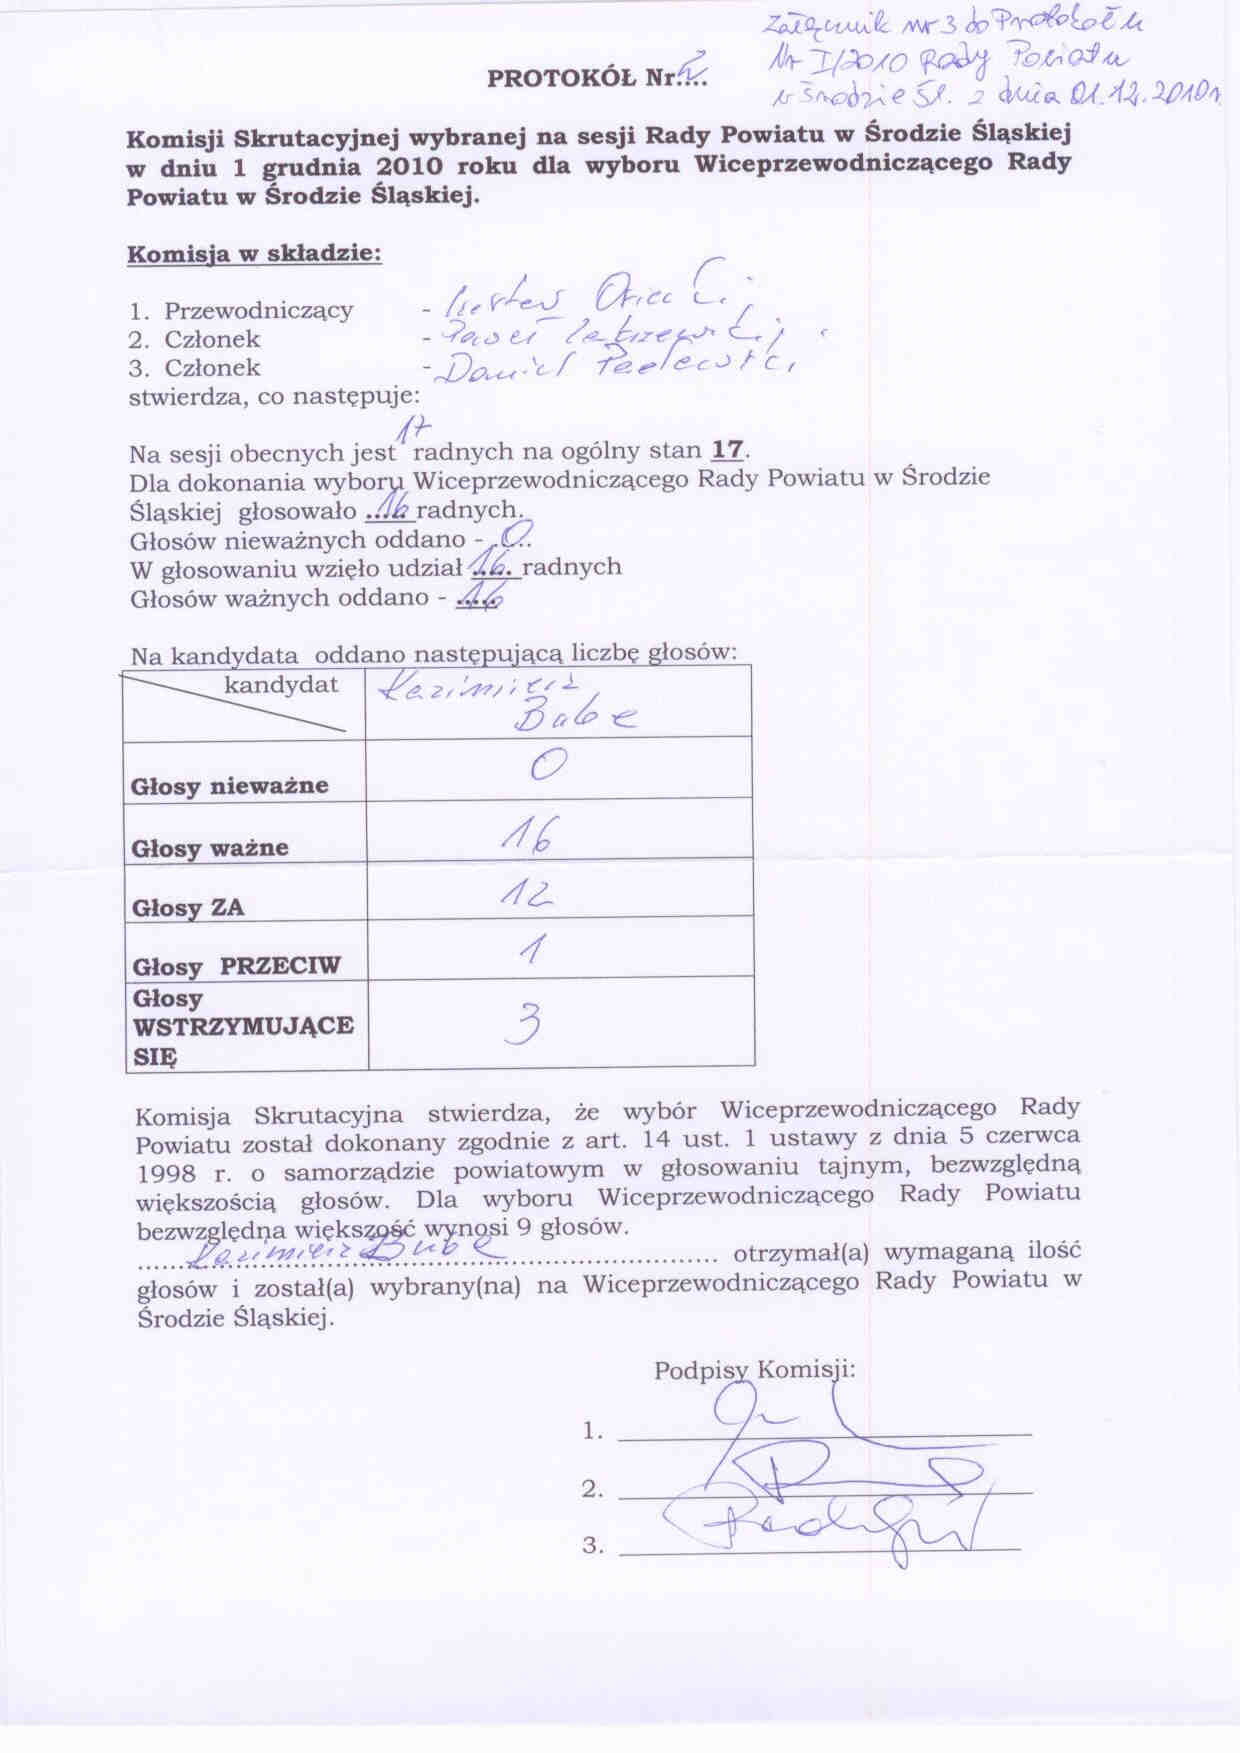 Załącznik nr 3 do Protokołu
Nr I/2010 Rady Powiatu
w Środzie Śl. z dnia 01.12.2010r.
PROTOKÓŁ Nr.2..
Komisji Skrutacyjnej wybranej na sesji Rady Powiatu w Środzie Śląskiej
w dniu 1 grudnia 2010 roku dla wyboru Wiceprzewodniczącego Rady
Powiatu w Środzie Śląskiej.
Komisja w składzie:
1. Przewodniczący -
2. Członek - Paweł
3. Członek - Daniel
stwierdza, co następuje:
Na sesji obecnych jest 17 radnych na ogólny stan 17.
Dla dokonania wyboru Wiceprzewodniczącego Rady Powiatu w Środzie
Śląskiej głosowało 16 radnych.
Głosów nieważnych oddano - 0
W głosowaniu wzięło udział 16 radnych
Głosów ważnych oddano - 16
Na kandydata oddano następującą liczbę głosów:
kandydat Kazimierz
Bube
Głosy nieważne 0
Głosy ważne 16
Głosy ZA 12
Głosy PRZECIW 1
Głosy
WSTRZYMUJĄCE 3
SIĘ
Komisja Skrutacyjna stwierdza, że wybór Wiceprzewodniczącego Rady
Powiatu został dokonany zgodnie z art. 14 ust. 1 ustawy z dnia 5 czerwca
1998 r. o samorządzie powiatowym w głosowaniu tajnym, bezwzględną
większością głosów. Dla wyboru Wiceprzewodniczącego Rady Powiatu
bezwzględna większość wynosi 9 głosów.
Kazimierz Bube otrzymał(a) wymaganą ilość
głosów i został(a) wybrany(na) na Wiceprzewodniczącego Rady Powiatu w
Środzie Śląskiej.
Podpisy Komisji:
1.
2.
3.